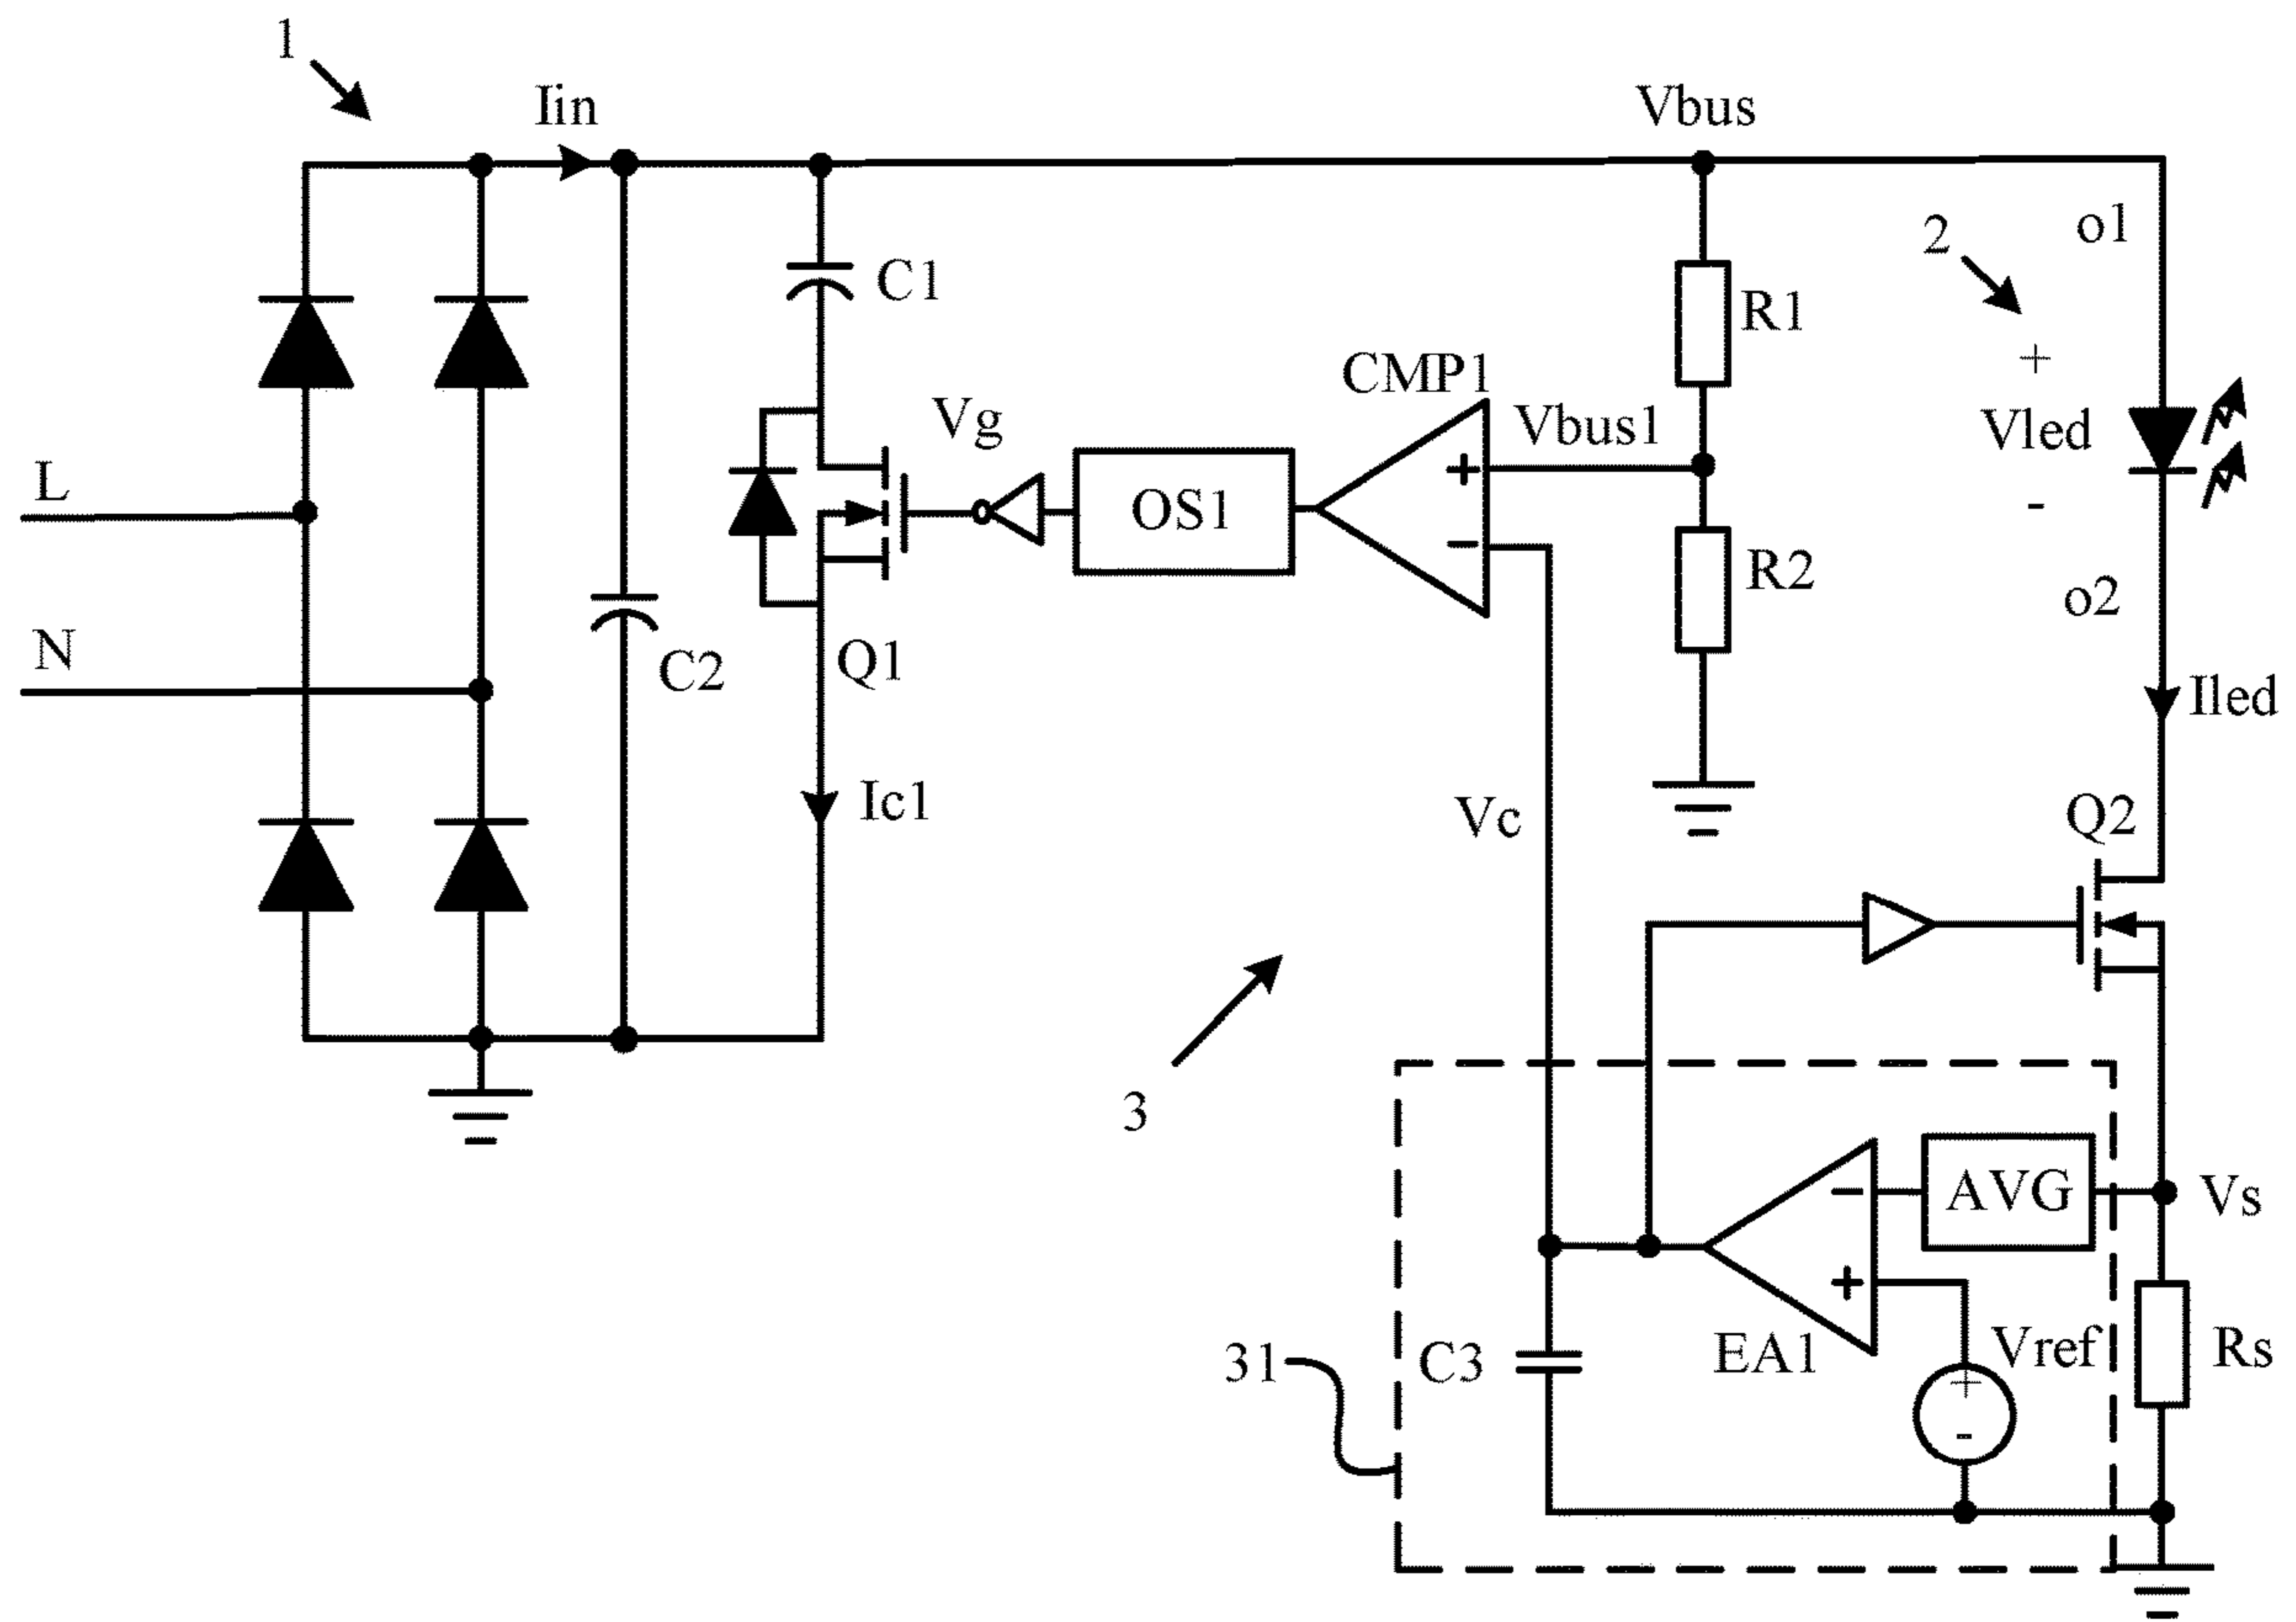 1
Iin
Vbus
o1
2
C1
R1
+
CMP1
Vg
Vbus1
Vled
+
L
OS1
-
−
R2
o2
N
Q1
C2
Iled
Ic1
Vc
Q2
3
AVG
−
Vs
+
31
C3
EA1
Vref
Rs
+
-